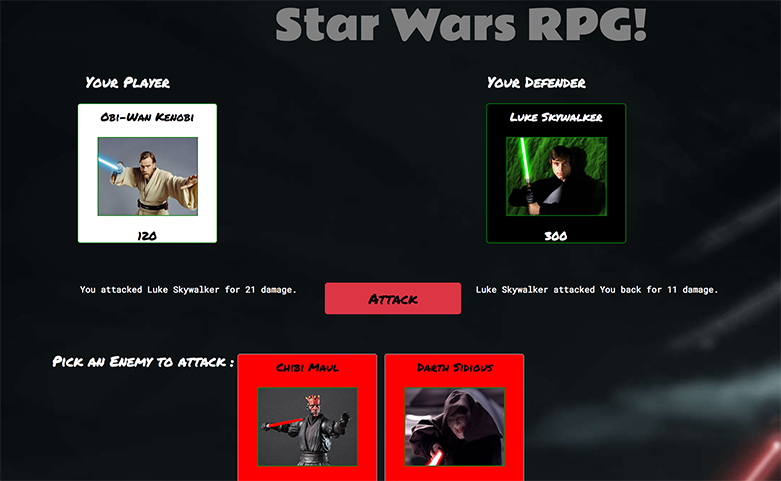 Star Wars RPG!
Your Player
Your Defender
Obi-Wan Kenobi
Luke Skywalker
120
300
You attacked Luke Skywalker for 21 damage.
Attack
Luke Skywalker attacked You back for 11 damage.
Pick an Enemy to attack :
Chibi Maul
Darth Sidious